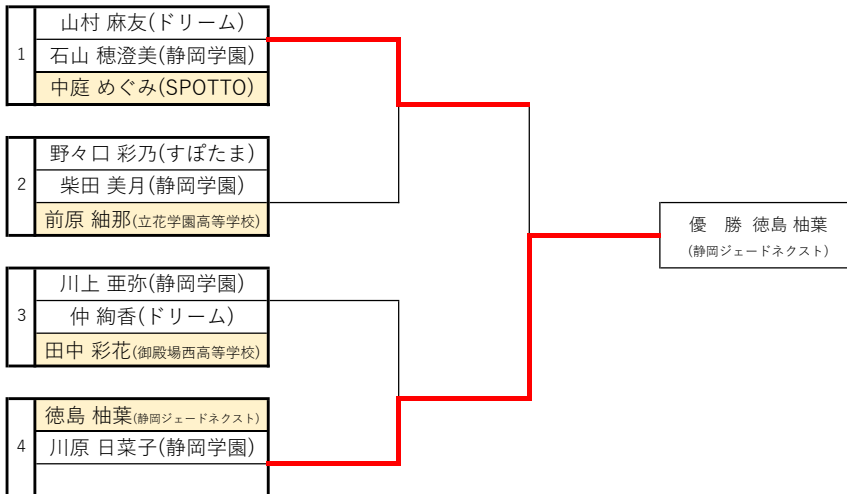 1
山村 麻友(ドリーム)
石山 穂澄美(静岡学園)
中庭 めぐみ(SPOTTO)
2
野々口 彩乃(すぽたま)
柴田 美月(静岡学園)
前原 紬那(立花学園高等学校)
3
川上 亜弥(静岡学園)
仲 絢香(ドリーム)
田中 彩花(御殿場西高等学校)
4
徳島 柚葉(静岡ジェードネクスト)
川原 日菜子(静岡学園)
優　勝 徳島 柚葉
(静岡ジェードネクスト)